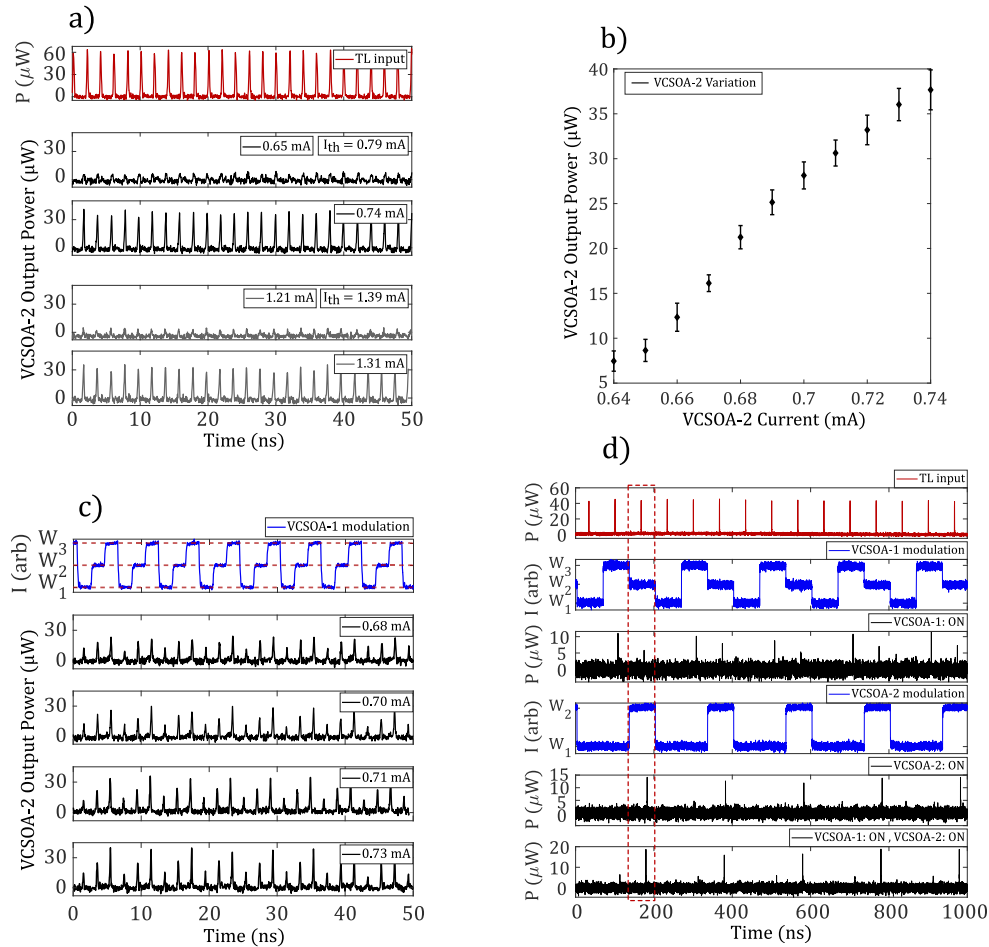 a)
P (μW)
60
30
0
TL input
VCSOA-2 Output Power (μW)
30
0
0.65 mA
I_th = 0.79 mA
30
0
0.74 mA
30
0
1.21 mA
I_th = 1.39 mA
30
0
1.31 mA
0 10 20 30 40 50
Time (ns)
b)
VCSOA-2 Output Power (μW)
40
35
30
25
20
15
10
5
VCSOA-2 Variation
0.64 0.66 0.68 0.7 0.72 0.74
VCSOA-2 Current (mA)
c)
VCSOA-1 modulation
I (arb)
W_3
W_2
W_1
VCSOA-2 Output Power (μW)
30
0
0.68 mA
30
0
0.70 mA
30
0
0.71 mA
30
0
0.73 mA
0 10 20 30 40 50
Time (ns)
d)
TL input
P (μW)
60
40
20
0
VCSOA-1 modulation
I (arb)
W_3
W_2
W_1
VCSOA-1: ON
P (μW)
10
5
0
VCSOA-2 modulation
I (arb)
W_2
W_1
VCSOA-2: ON
P (μW)
15
10
5
0
VCSOA-1: ON , VCSOA-2: ON
P (μW)
20
10
0
0 200 400 600 800 1000
Time (ns)